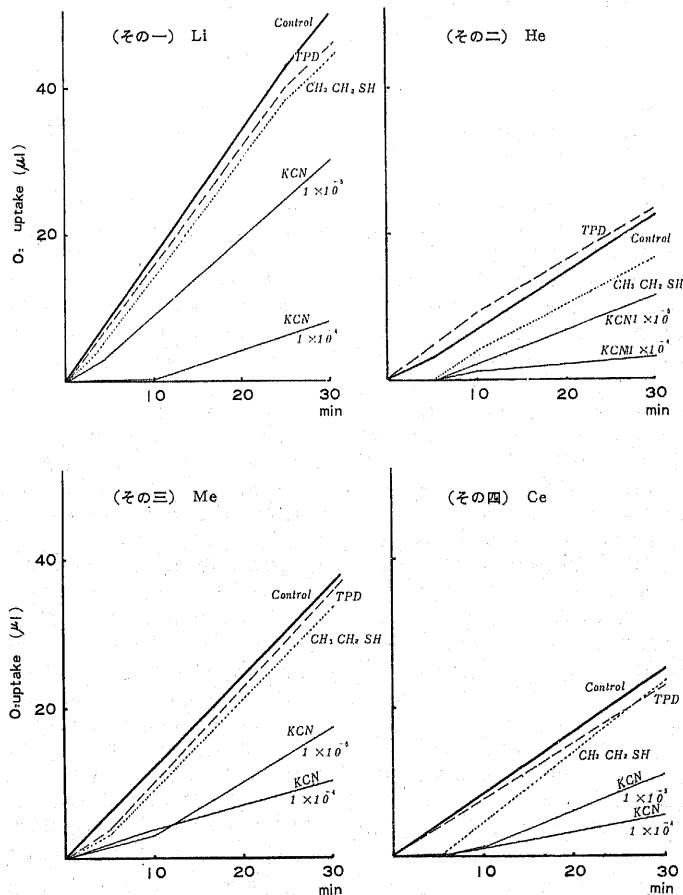 (その一) Li
Control
TPD
CH₃ CH₂ SH
KCN
1 ×10⁻⁵
KCN
1 ×10⁻⁴
40
20
O₂ uptake (μl)
10
20
30
min
(その二) He
TPD
Control
CH₃ CH₂ SH
KCN1 ×10⁻⁵
KCN1 ×10⁻⁴
10
20
30
min
(その三) Me
Control
TPD
CH₃ CH₂ SH
KCN
1 ×10⁻⁵
KCN
1 ×10⁻⁴
40
20
O₂uptake (μl)
10
20
30
min
(その四) Ce
Control
TPD
CH₃ CH₂ SH
KCN
1 ×10⁻⁵
KCN
1 ×10⁻⁴
10
20
30
min